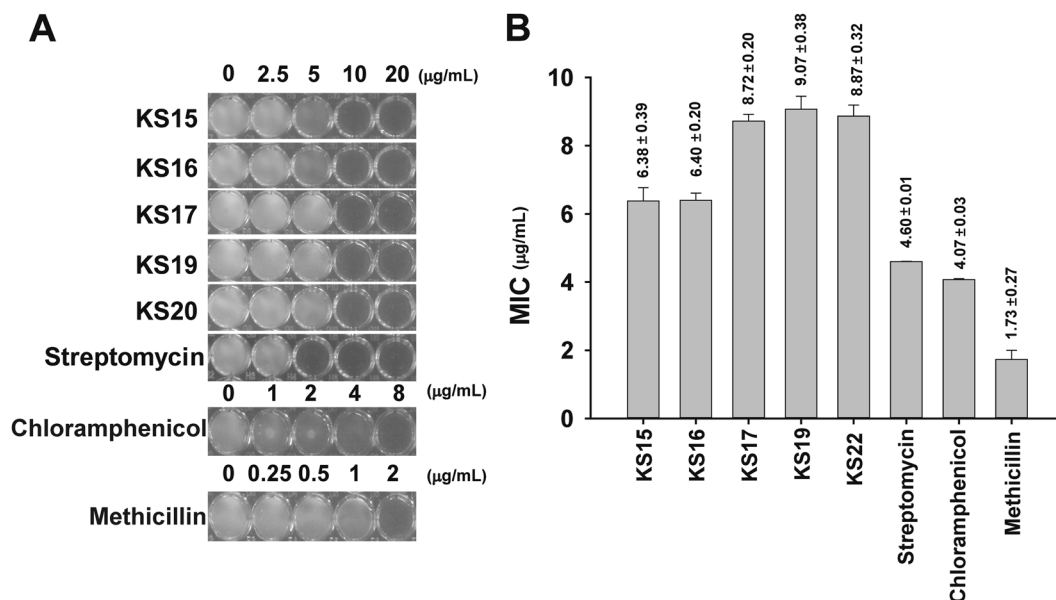 A
0 2.5 5 10 20 (μg/mL)
KS15
KS16
KS17
KS19
KS20
Streptomycin
0 1 2 4 8 (μg/mL)
Chloramphenicol
0 0.25 0.5 1 2 (μg/mL)
Methicillin
B
MIC (μg/mL)
10
8
6
4
2
0
6.38 ± 0.39
6.40 ± 0.20
8.72 ± 0.20
9.07 ± 0.38
8.87 ± 0.32
4.60 ± 0.01
4.07 ± 0.03
1.73 ± 0.27
KS15
KS16
KS17
KS19
KS22
Streptomycin
Chloramphenicol
Methicillin